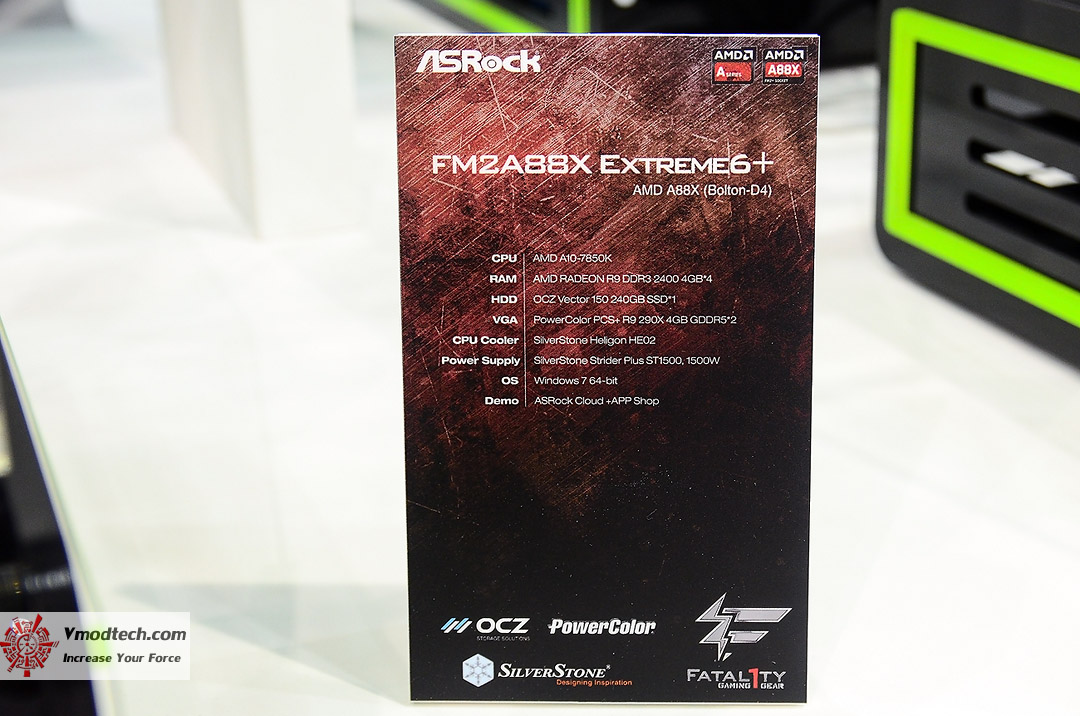 ASRock
AMD
A SERIES
AMD
A88X
FM2+ SOCKET
FM2A88X EXTREME6+
AMD A88X (Bolton-D4)
CPU AMD A10-7850K
RAM AMD RADEON R9 DDR3 2400 4GB*4
HDD OCZ Vector 150 240GB SSD*1
VGA PowerColor PCS+ R9 290X 4GB GDDR5*2
CPU Cooler SilverStone Heligon HE02
Power Supply SilverStone Strider Plus ST1500, 1500W
OS Windows 7 64-bit
Demo ASRock Cloud +APP Shop
OCZ
STORAGE SOLUTIONS
PowerColor
SILVERSTONE®
Designing Inspiration
FATAL1TY
GAMING GEAR
Vmodtech.com
Increase Your Force